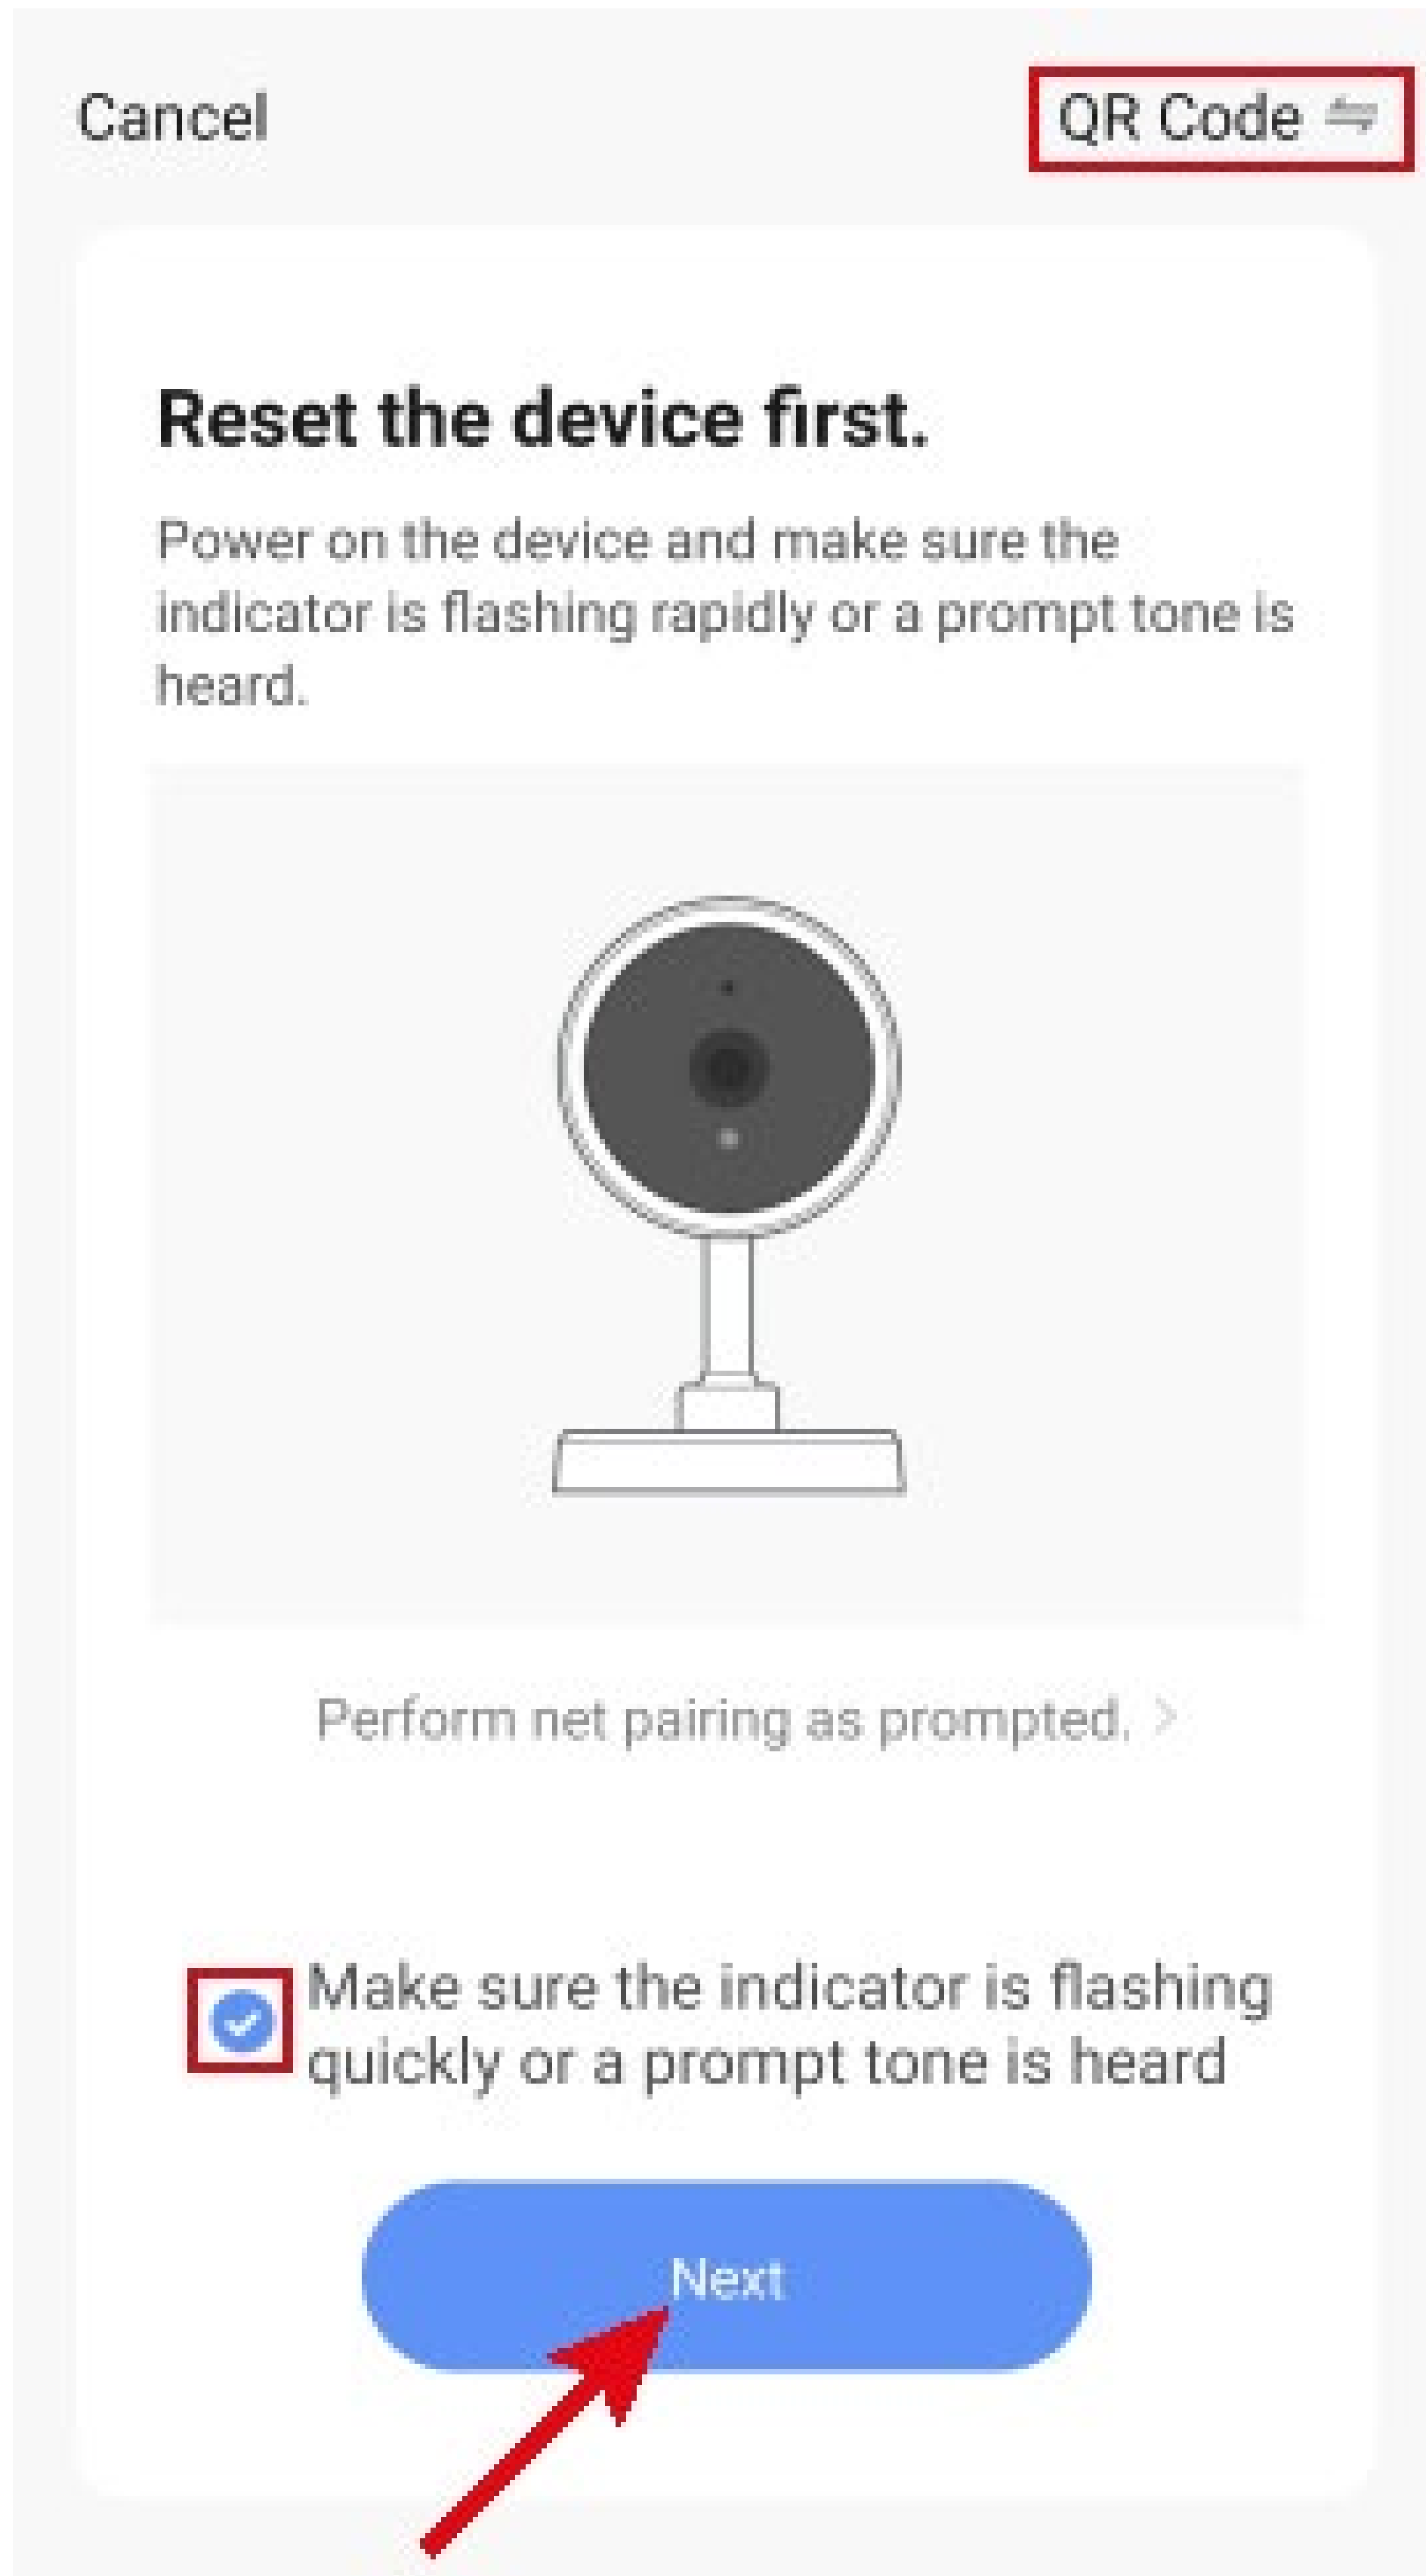 Cancel
QR Code ⇋
Reset the device first.
Power on the device and make sure the
indicator is flashing rapidly or a prompt tone is
heard.
Perform net pairing as prompted. >
Make sure the indicator is flashing
quickly or a prompt tone is heard
Next